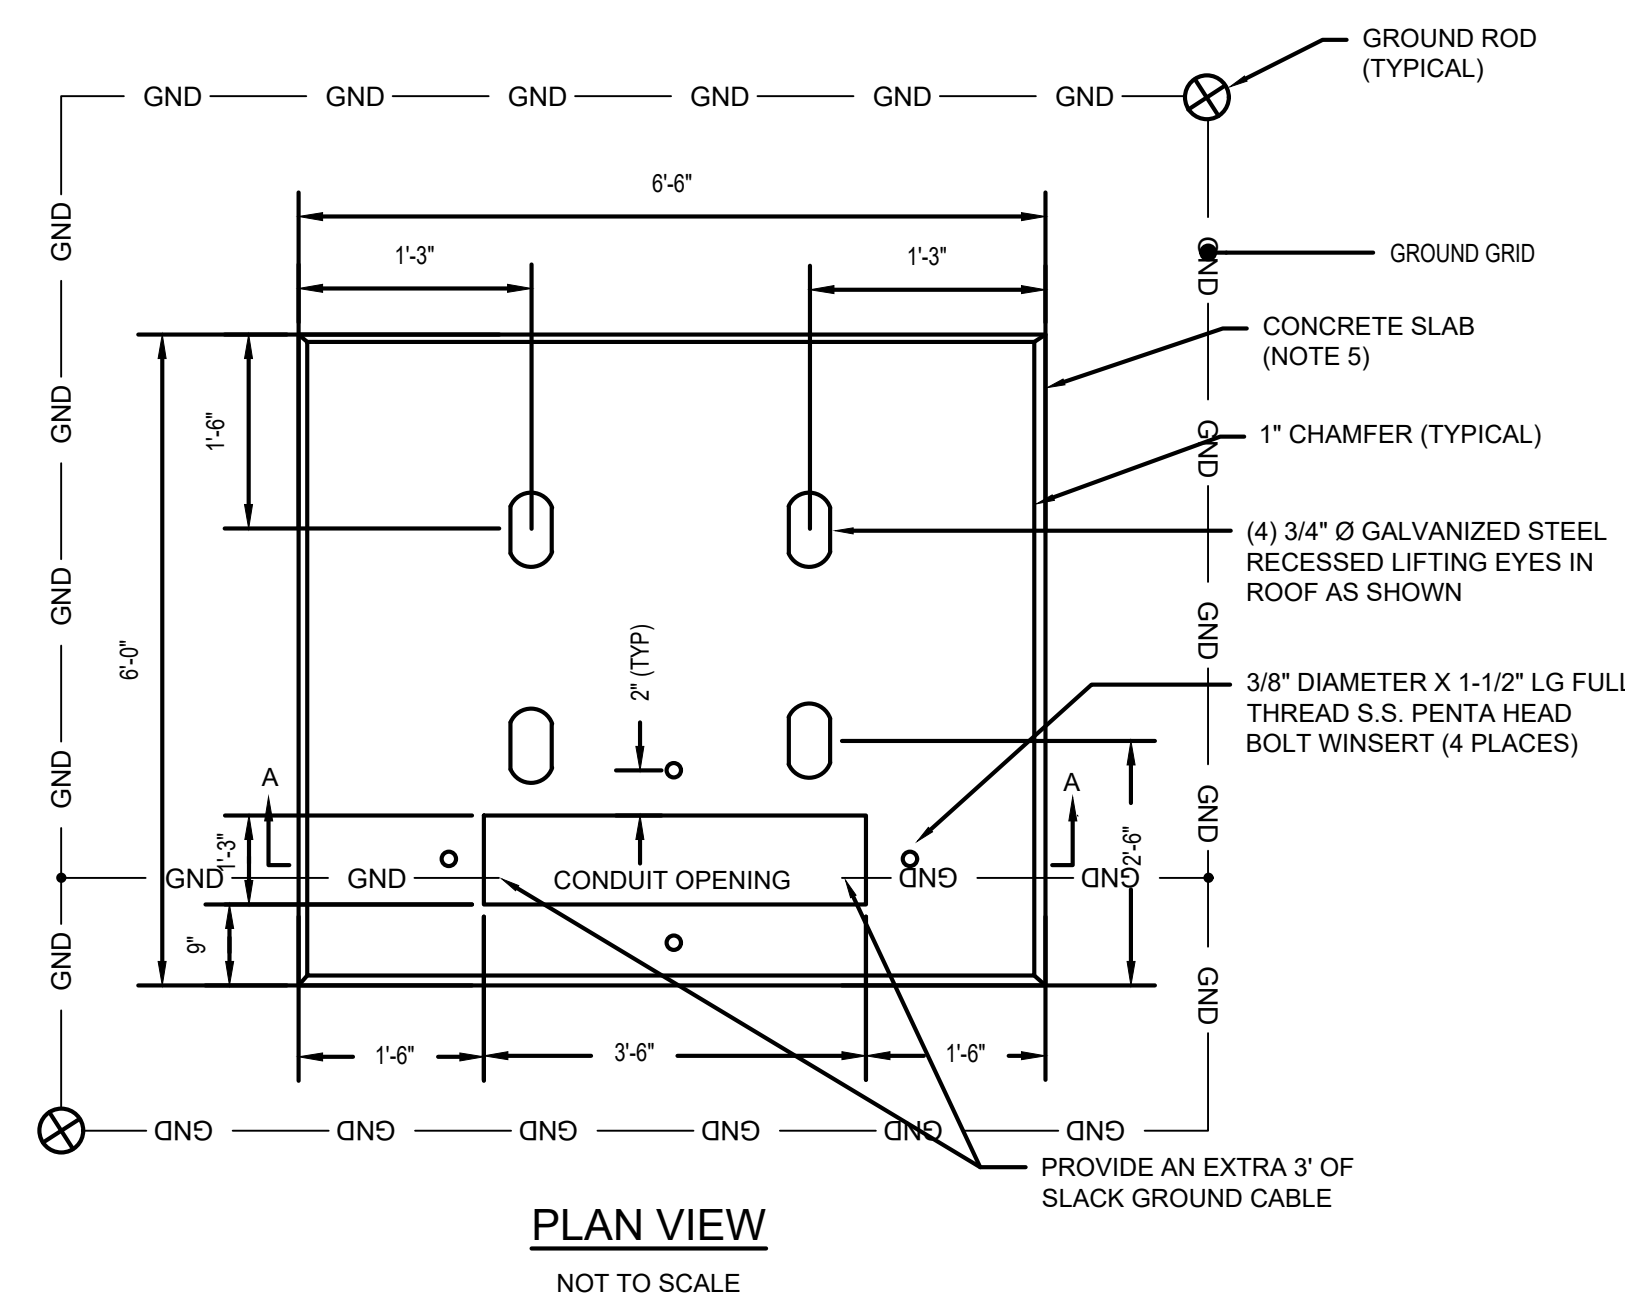 GROUND ROD
(TYPICAL)
GND GND GND GND GND GND
6'-6"
1'-3" 1'-3"
GND
GND
GROUND GRID
CONCRETE SLAB
(NOTE 5)
GND
1'-6"
GND
1" CHAMFER (TYPICAL)
(4) 3/4" Ø GALVANIZED STEEL
RECESSED LIFTING EYES IN
ROOF AS SHOWN
GND
GND
6'-0"
2" (TYP)
3/8" DIAMETER X 1-1/2" LG FULL
THREAD S.S. PENTA HEAD
BOLT WINSERT (4 PLACES)
GND
A A
GND
1'-3"
2'-6"
GND GND CONDUIT OPENING GND GND
9"
GND
GND
1'-6" 3'-6" 1'-6"
GND GND GND GND GND GND
PROVIDE AN EXTRA 3' OF
SLACK GROUND CABLE
PLAN VIEW
NOT TO SCALE